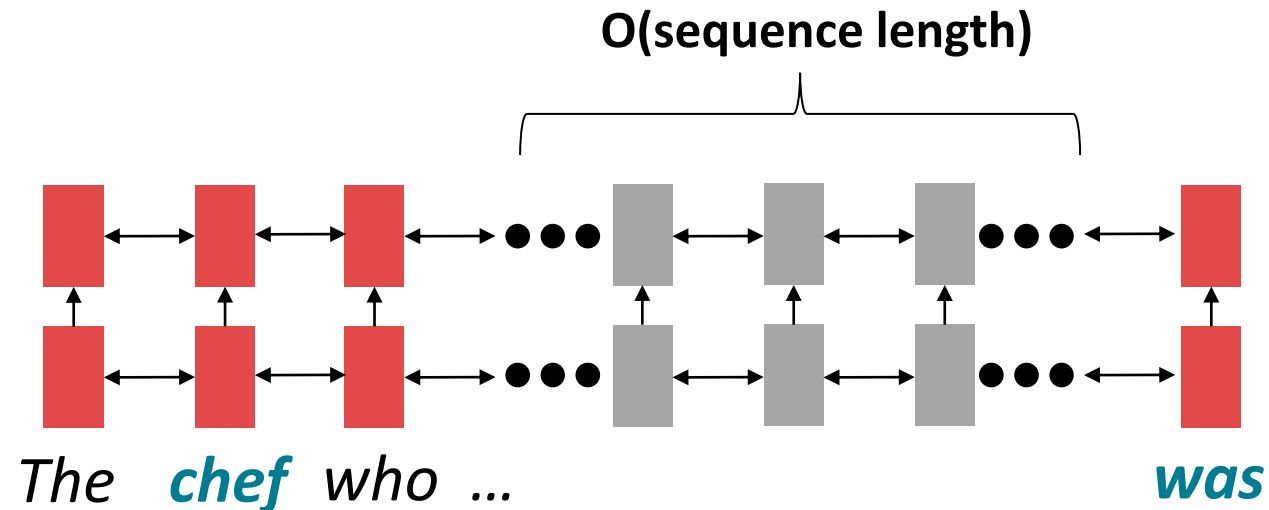 O(sequence length)
The chef who … was